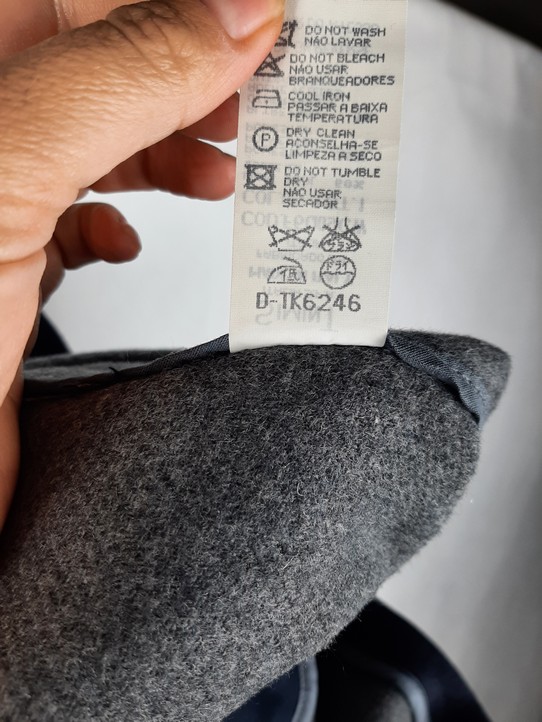 DO NOT WASH
NÃO LAVAR
DO NOT BLEACH
NÃO USAR
BRANQUEADORES
COOL IRON
PASSAR A BAIXA
TEMPERATURA
P
DRY CLEAN
ACONSELHA-SE
LIMPEZA A SECO
DO NOT TUMBLE
DRY
NÃO USAR
SECADOR
D-TK6246